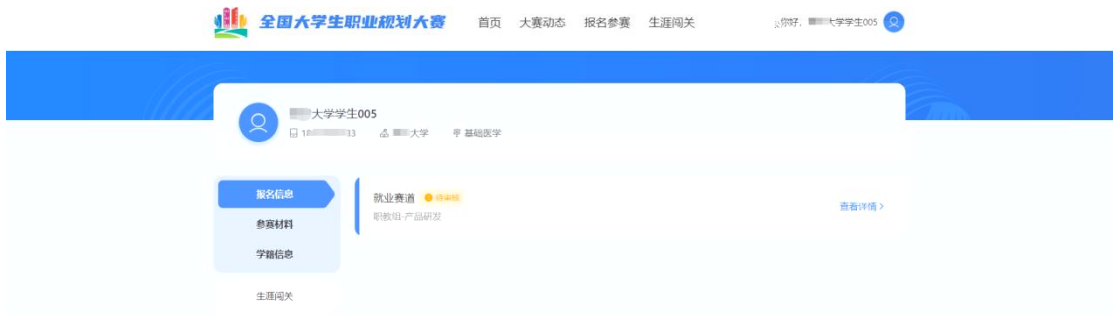 全国大学生职业规划大赛 首页 大赛动态 报名参赛 生涯闯关 你好, 大学学生005
大学学生005
18 33 大学 基础医学
报名信息
就业赛道 待审核
职教组-产品研发
查看详情 >
参赛材料
学籍信息
生涯闯关